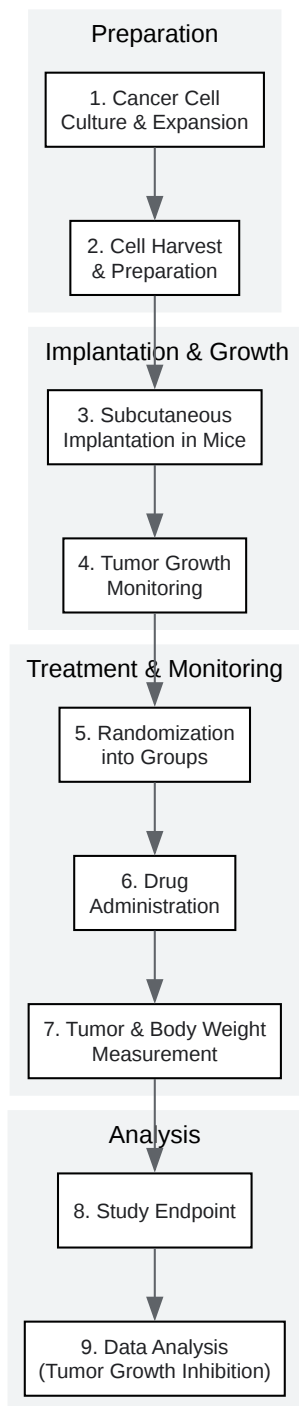 Preparation
1. Cancer Cell
Culture & Expansion
2. Cell Harvest
& Preparation
Implantation & Growth
3. Subcutaneous
Implantation in Mice
4. Tumor Growth
Monitoring
Treatment & Monitoring
5. Randomization
into Groups
6. Drug
Administration
7. Tumor & Body Weight
Measurement
Analysis
8. Study Endpoint
9. Data Analysis
(Tumor Growth Inhibition)